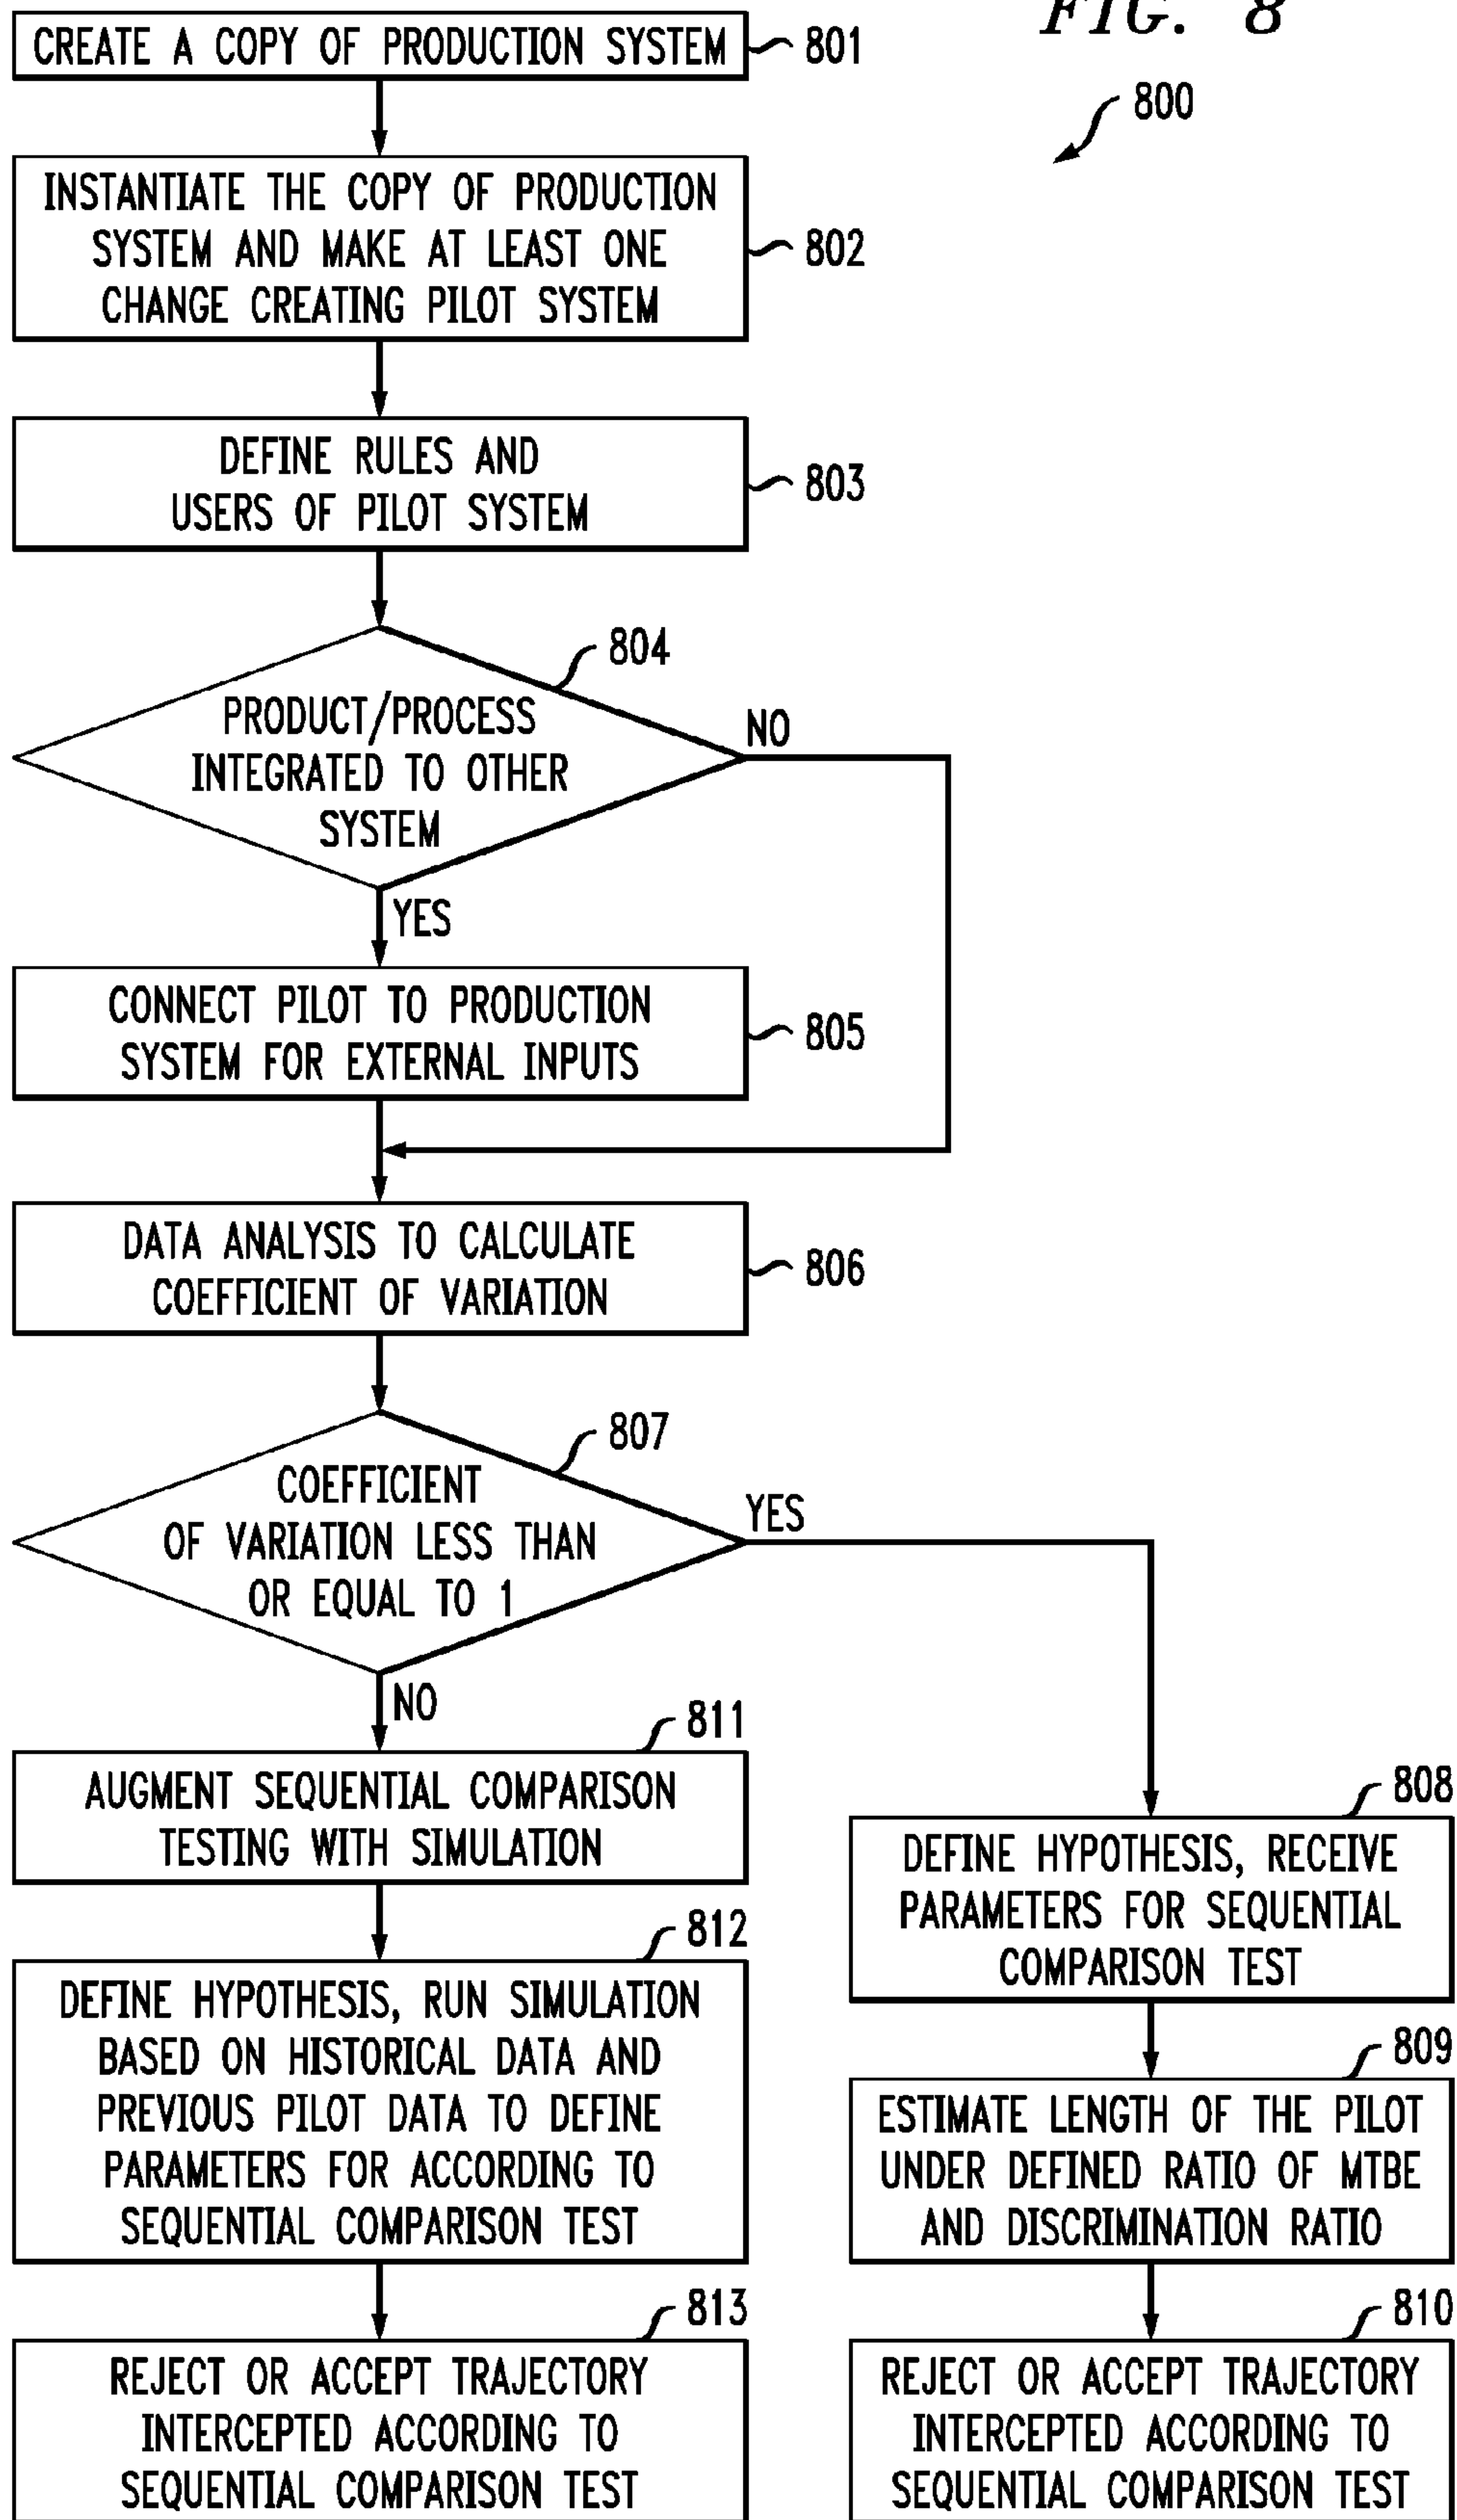 FIG. 8
CREATE A COPY OF PRODUCTION SYSTEM
801
800
INSTANTIATE THE COPY OF PRODUCTION
SYSTEM AND MAKE AT LEAST ONE
CHANGE CREATING PILOT SYSTEM
802
DEFINE RULES AND
USERS OF PILOT SYSTEM
803
804
PRODUCT/PROCESS
INTEGRATED TO OTHER
SYSTEM
NO
YES
CONNECT PILOT TO PRODUCTION
SYSTEM FOR EXTERNAL INPUTS
805
DATA ANALYSIS TO CALCULATE
COEFFICIENT OF VARIATION
806
807
COEFFICIENT
OF VARIATION LESS THAN
OR EQUAL TO 1
YES
NO
811
AUGMENT SEQUENTIAL COMPARISON
TESTING WITH SIMULATION
812
DEFINE HYPOTHESIS, RUN SIMULATION
BASED ON HISTORICAL DATA AND
PREVIOUS PILOT DATA TO DEFINE
PARAMETERS FOR ACCORDING TO
SEQUENTIAL COMPARISON TEST
813
REJECT OR ACCEPT TRAJECTORY
INTERCEPTED ACCORDING TO
SEQUENTIAL COMPARISON TEST
808
DEFINE HYPOTHESIS, RECEIVE
PARAMETERS FOR SEQUENTIAL
COMPARISON TEST
809
ESTIMATE LENGTH OF THE PILOT
UNDER DEFINED RATIO OF MTBE
AND DISCRIMINATION RATIO
810
REJECT OR ACCEPT TRAJECTORY
INTERCEPTED ACCORDING TO
SEQUENTIAL COMPARISON TEST